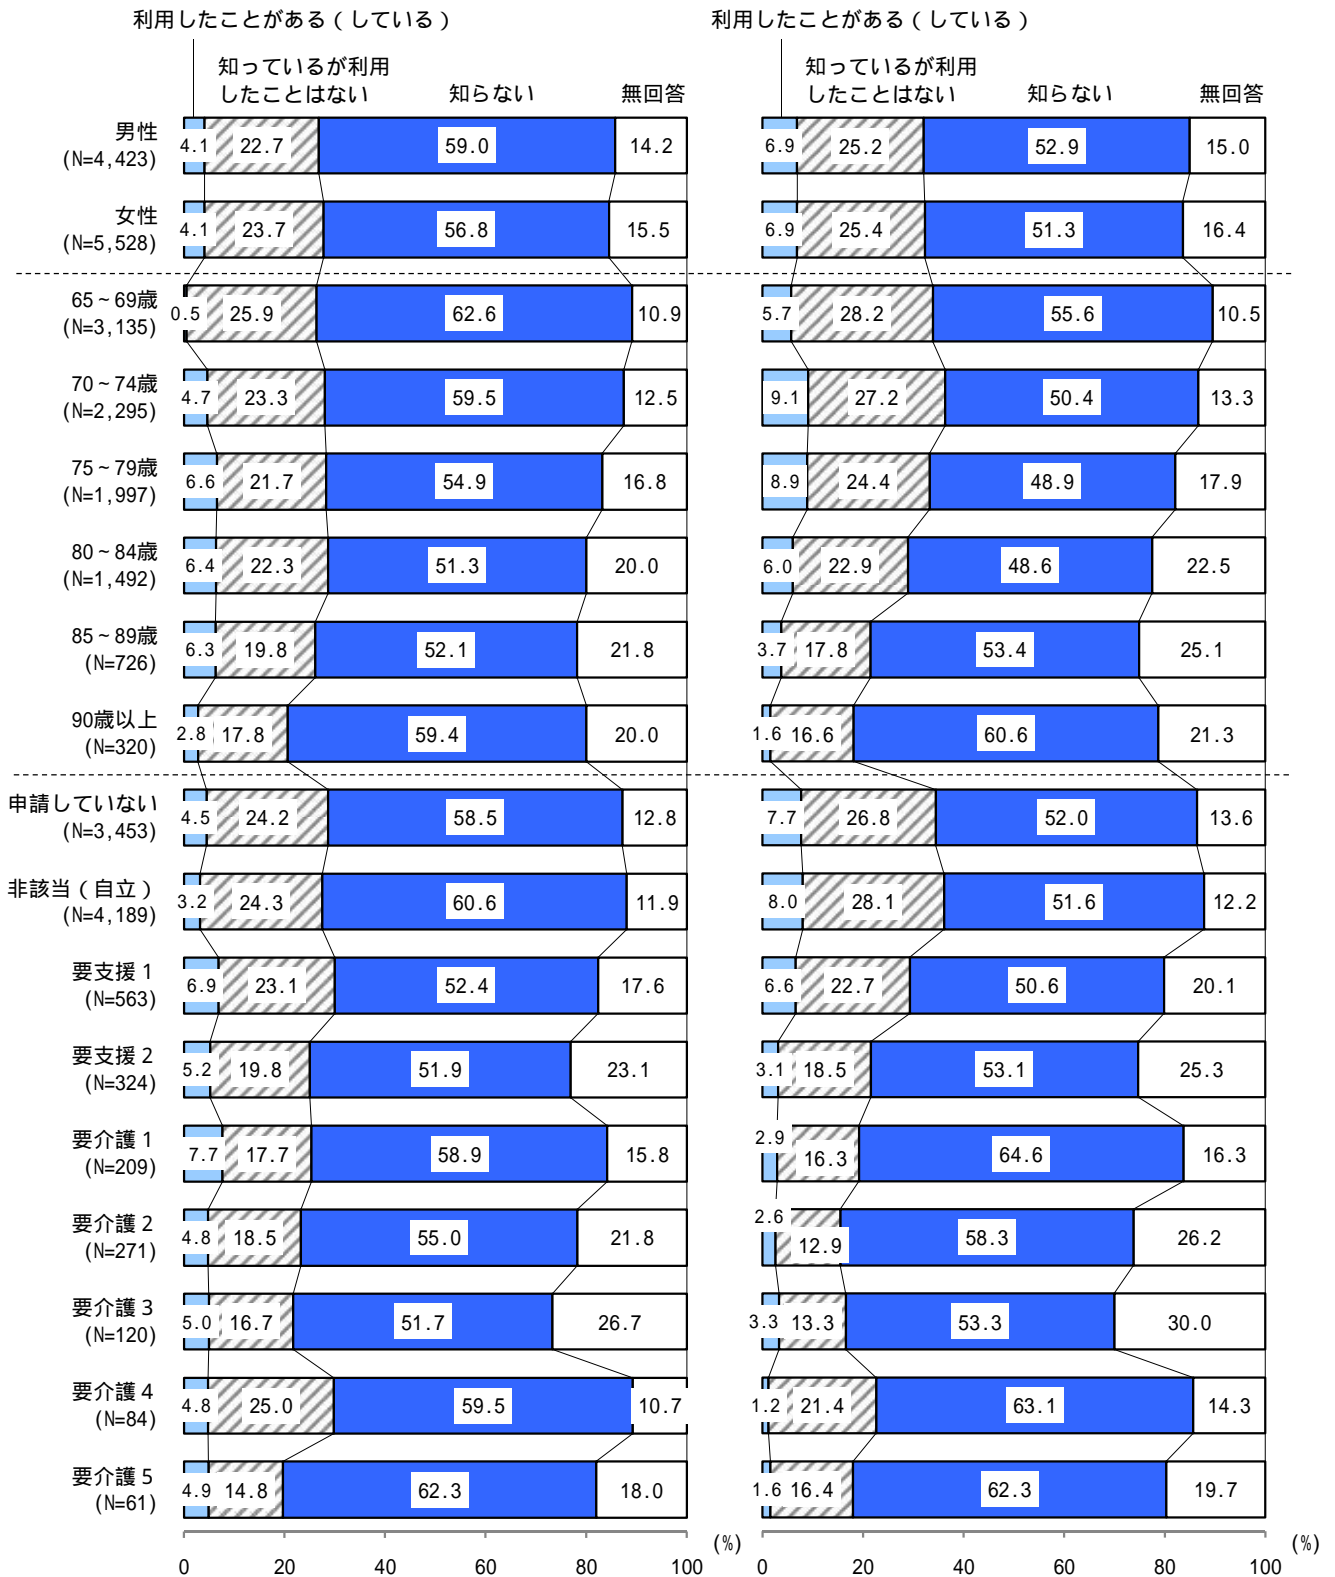 利用したことがある（している） 利用したことがある（している）
知っているが利用 知っているが利用
したことはない 知らない 無回答 したことはない 知らない 無回答
男性
(N=4,423) 4.1 22.7 59.0 14.2 6.9 25.2 52.9 15.0
女性
(N=5,528) 4.1 23.7 56.8 15.5 6.9 25.4 51.3 16.4
65～69歳
(N=3,135) 0.5 25.9 62.6 10.9 5.7 28.2 55.6 10.5
70～74歳
(N=2,295) 4.7 23.3 59.5 12.5 9.1 27.2 50.4 13.3
75～79歳
(N=1,997) 6.6 21.7 54.9 16.8 8.9 24.4 48.9 17.9
80～84歳
(N=1,492) 6.4 22.3 51.3 20.0 6.0 22.9 48.6 22.5
85～89歳
(N=726) 6.3 19.8 52.1 21.8 3.7 17.8 53.4 25.1
90歳以上
(N=320) 2.8 17.8 59.4 20.0 1.6 16.6 60.6 21.3
申請していない
(N=3,453) 4.5 24.2 58.5 12.8 7.7 26.8 52.0 13.6
非該当（自立）
(N=4,189) 3.2 24.3 60.6 11.9 8.0 28.1 51.6 12.2
要支援１
(N=563) 6.9 23.1 52.4 17.6 6.6 22.7 50.6 20.1
要支援２
(N=324) 5.2 19.8 51.9 23.1 3.1 18.5 53.1 25.3
要介護１
(N=209) 7.7 17.7 58.9 15.8 2.9 16.3 64.6 16.3
要介護２
(N=271) 4.8 18.5 55.0 21.8 2.6 12.9 58.3 26.2
要介護３
(N=120) 5.0 16.7 51.7 26.7 3.3 13.3 53.3 30.0
要介護４
(N=84) 4.8 25.0 59.5 10.7 1.2 21.4 63.1 14.3
要介護５
(N=61) 4.9 14.8 62.3 18.0 1.6 16.4 62.3 19.7
(%) (%)
0 20 40 60 80 100 0 20 40 60 80 100